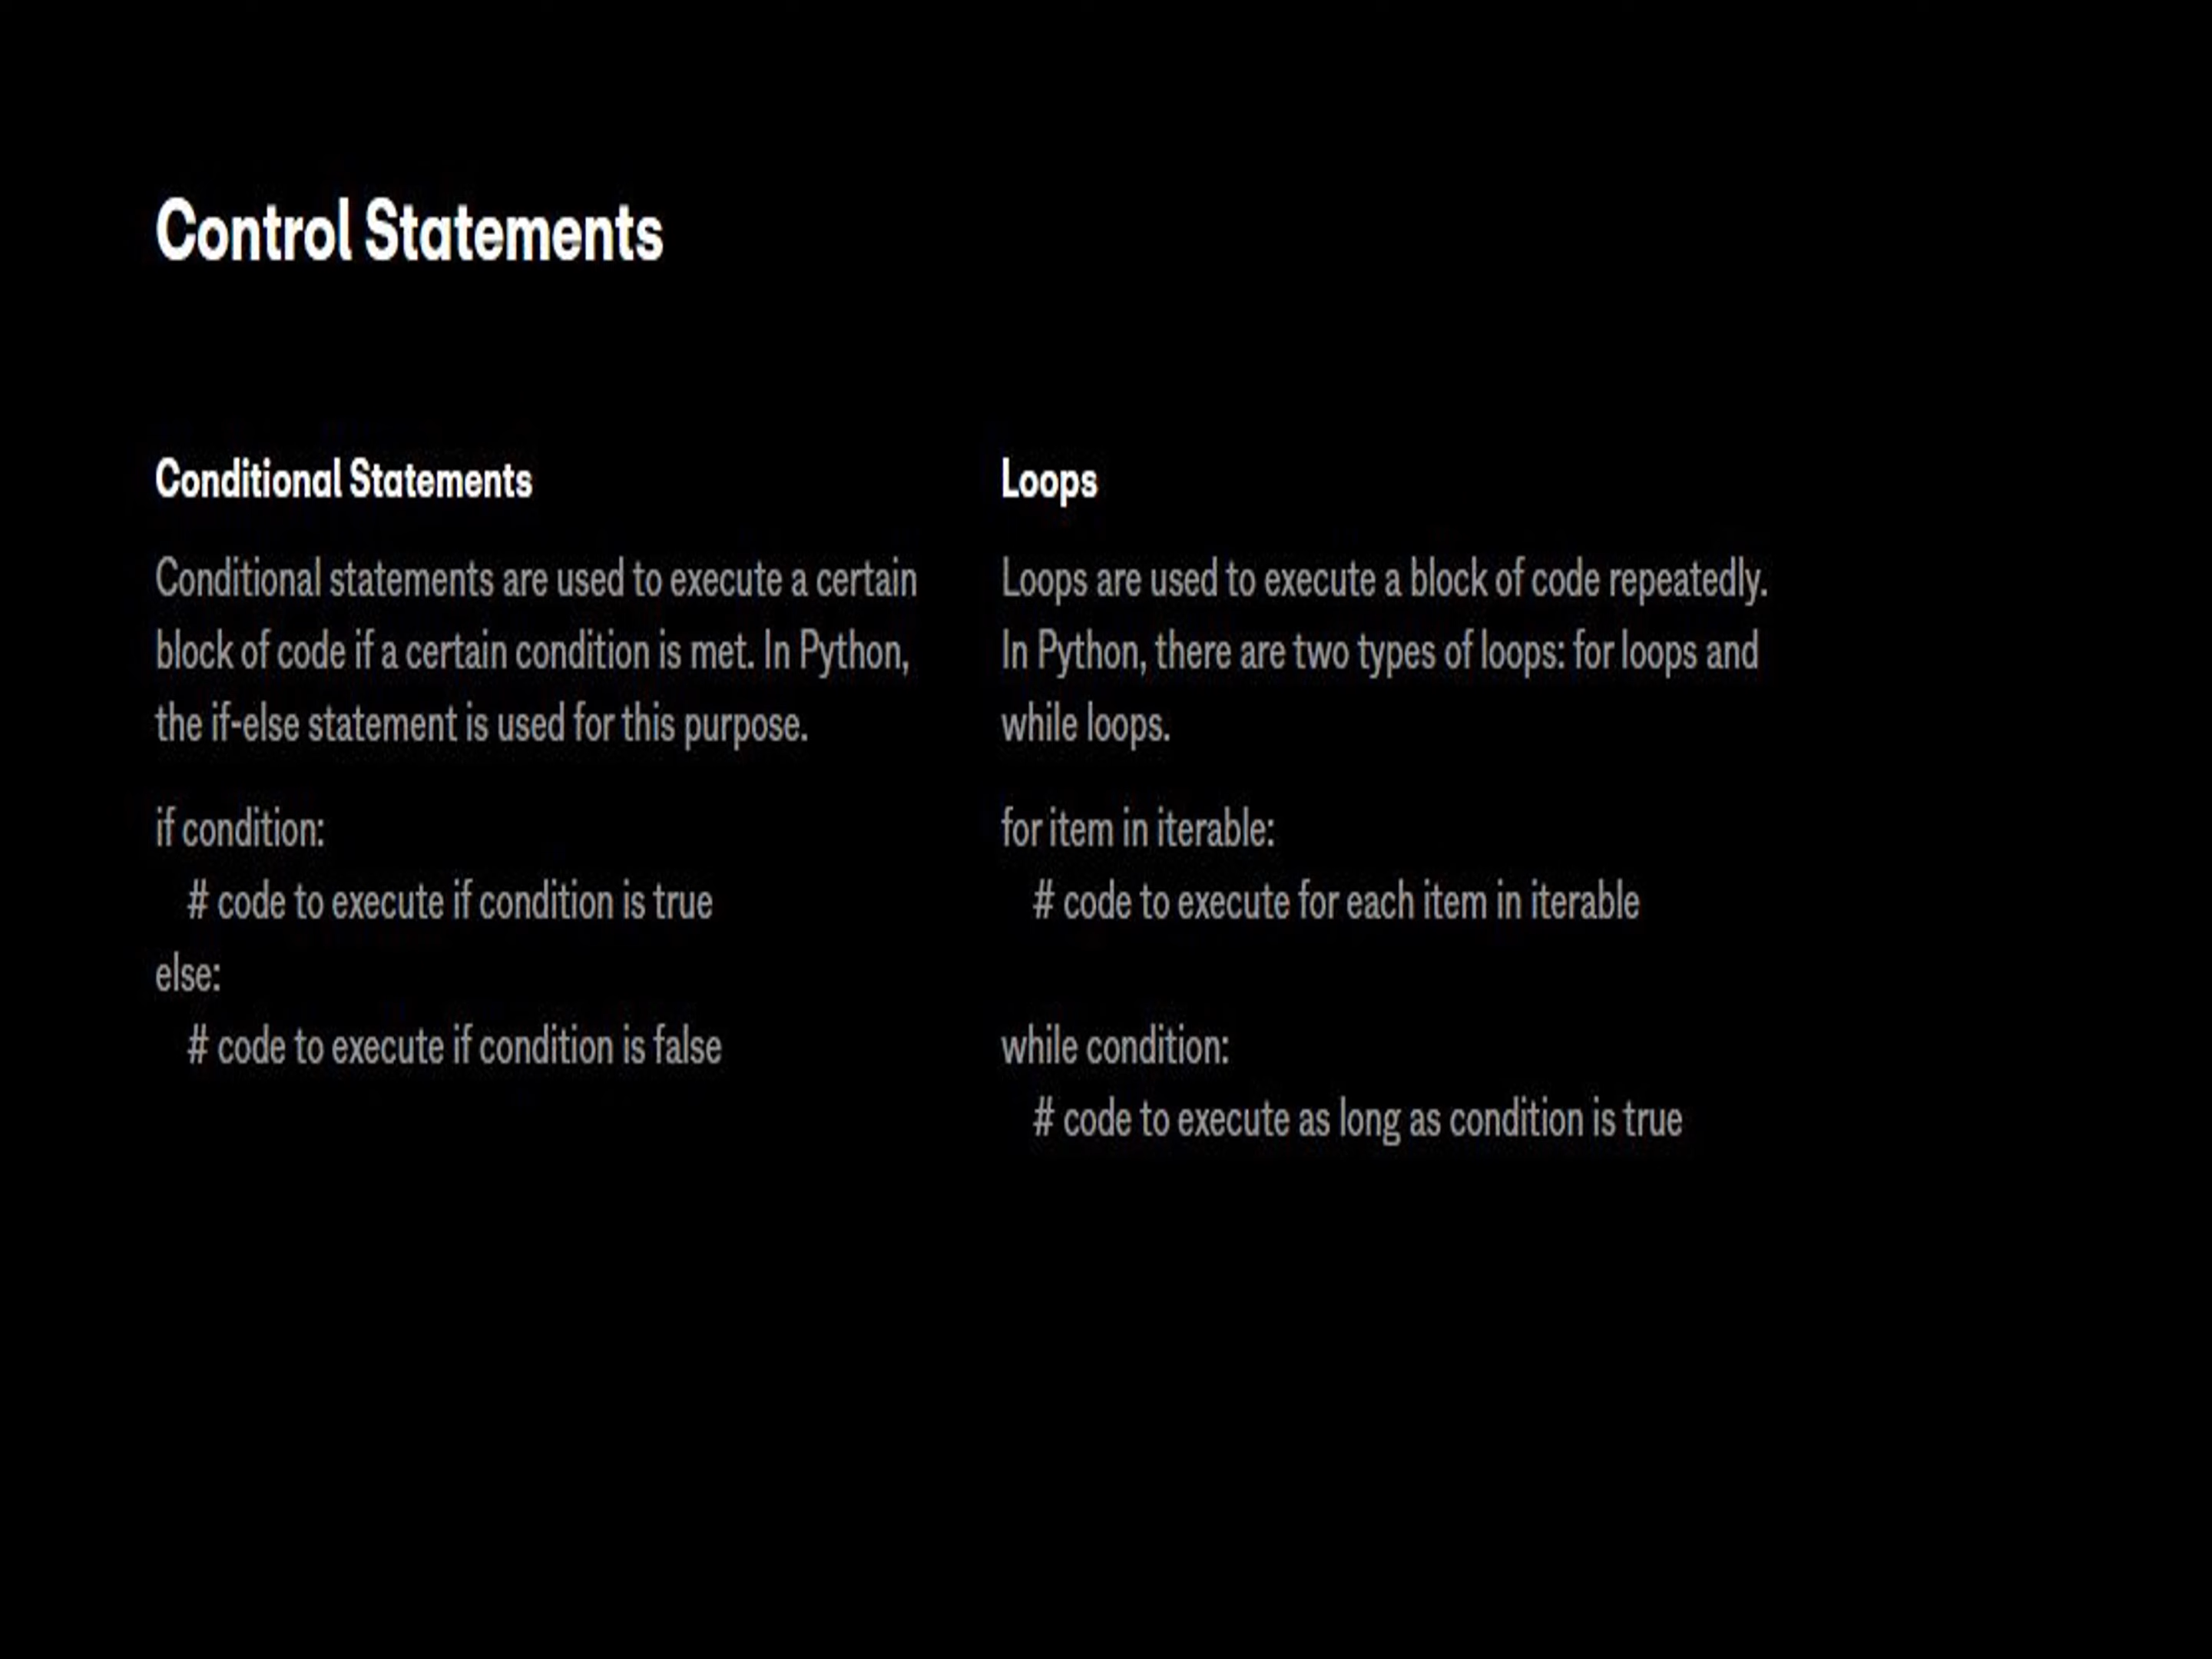 Control Statements
Conditional Statements
Conditional statements are used to execute a certain
block of code if a certain condition is met. In Python,
the if-else statement is used for this purpose.
if condition:
    # code to execute if condition is true
else:
    # code to execute if condition is false
Loops
Loops are used to execute a block of code repeatedly.
In Python, there are two types of loops: for loops and
while loops.
for item in iterable:
    # code to execute for each item in iterable
while condition:
    # code to execute as long as condition is true